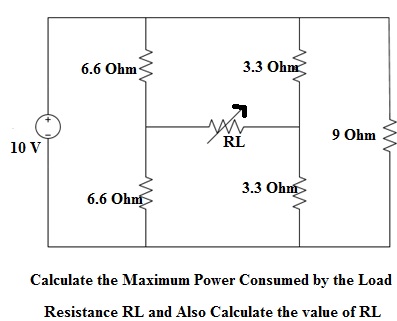 6.6 Ohm
3.3 Ohm
+
-
10 V
RL
9 Ohm
6.6 Ohm
3.3 Ohm
Calculate the Maximum Power Consumed by the Load
Resistance RL and Also Calculate the value of RL